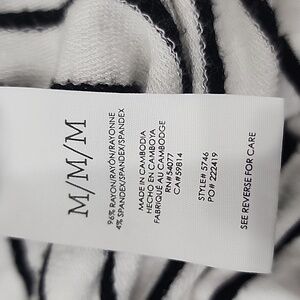 M/M/M
96% RAYON/RAYON/RAYONNE
4% SPANDEX/SPANDEX/SPANDEX
MADE IN CAMBODIA
HECHO EN CAMBOYA
FABRIQUÉ AU CAMBODGE
RN#54077
CA#59814
STYLE# 5746
PO# 222419
SEE REVERSE FOR CARE